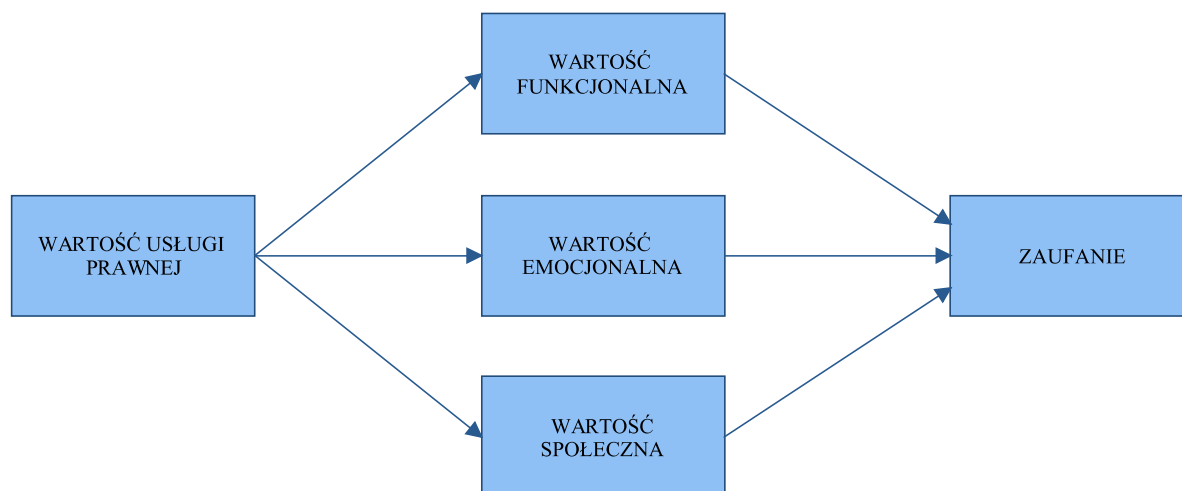 WARTOŚĆ
FUNKCJONALNA
WARTOŚĆ USŁUGI
PRAWNEJ
WARTOŚĆ
EMOCJONALNA
ZAUFANIE
WARTOŚĆ
SPOŁECZNA